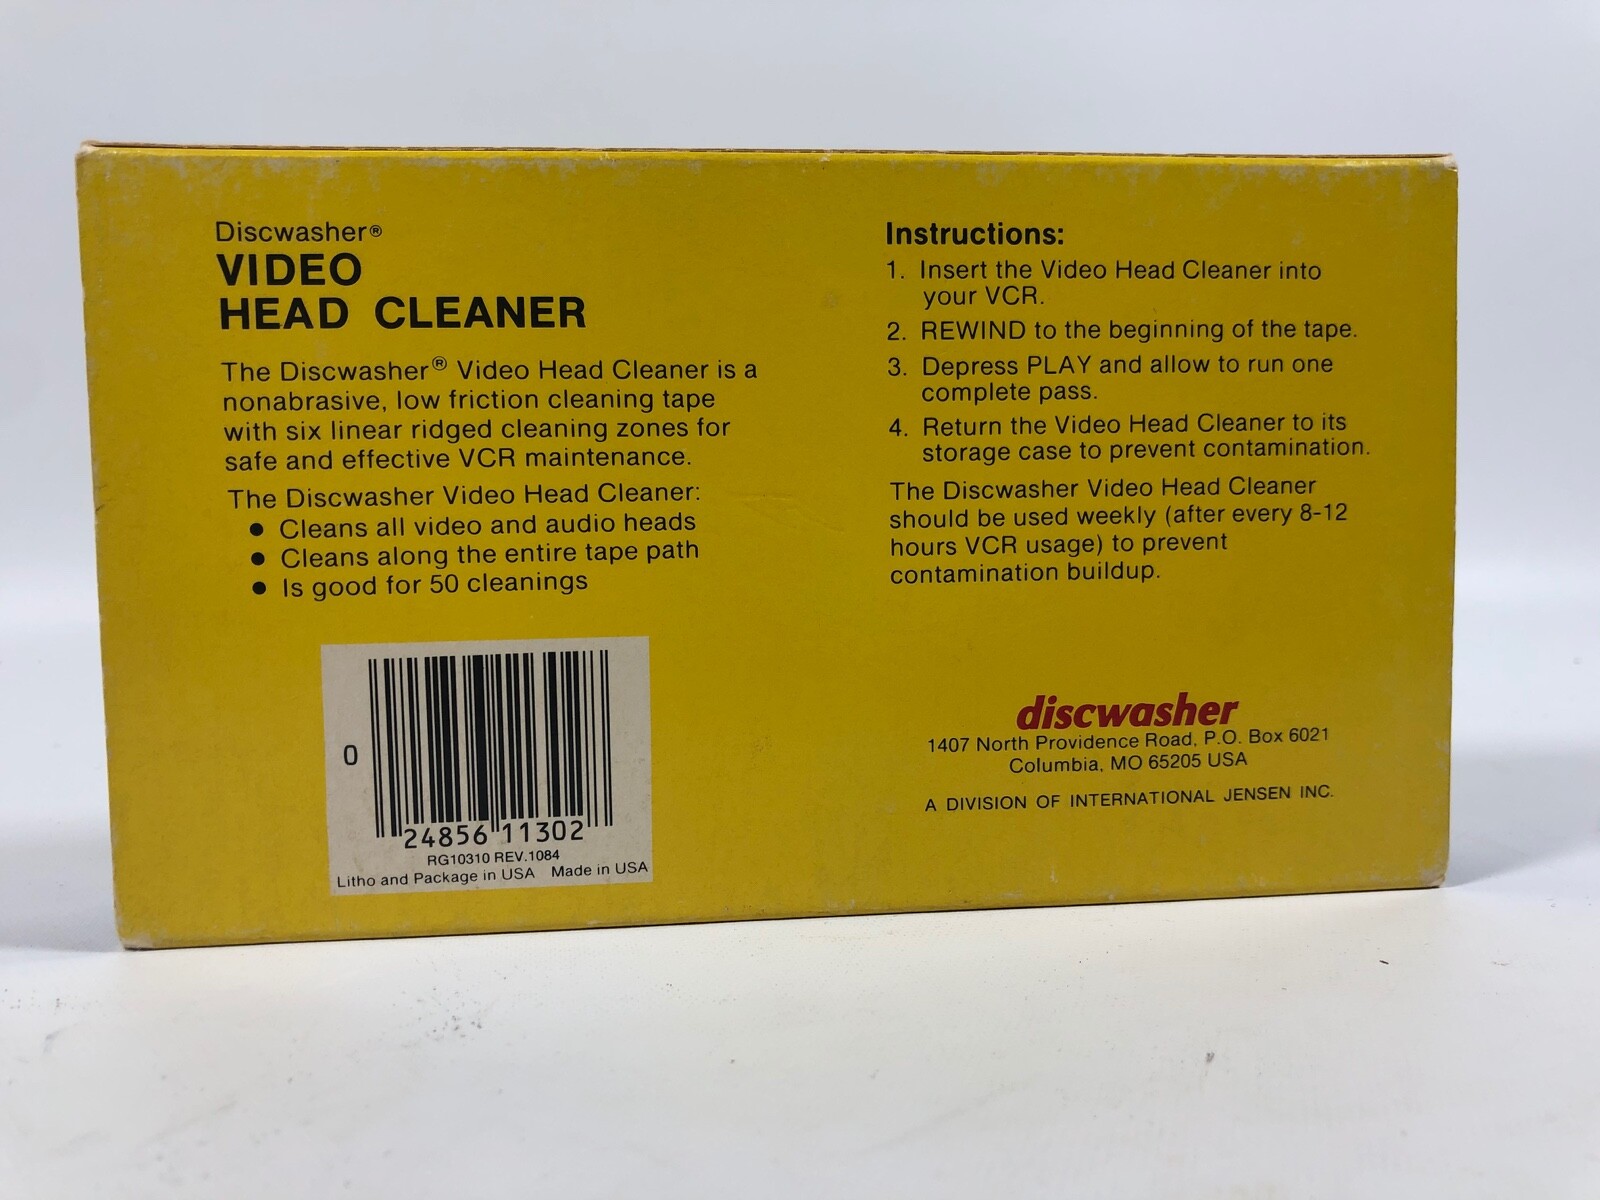 Discwasher®
VIDEO
HEAD CLEANER
The Discwasher® Video Head Cleaner is a
nonabrasive, low friction cleaning tape
with six linear ridged cleaning zones for
safe and effective VCR maintenance.
The Discwasher Video Head Cleaner:
● Cleans all video and audio heads
● Cleans along the entire tape path
● Is good for 50 cleanings
0
24856 11302
RG10310 REV.1084
Litho and Package in USA Made in USA
Instructions:
1. Insert the Video Head Cleaner into
your VCR.
2. REWIND to the beginning of the tape.
3. Depress PLAY and allow to run one
complete pass.
4. Return the Video Head Cleaner to its
storage case to prevent contamination.
The Discwasher Video Head Cleaner
should be used weekly (after every 8-12
hours VCR usage) to prevent
contamination buildup.
discwasher
1407 North Providence Road, P.O. Box 6021
Columbia, MO 65205 USA
A DIVISION OF INTERNATIONAL JENSEN INC.